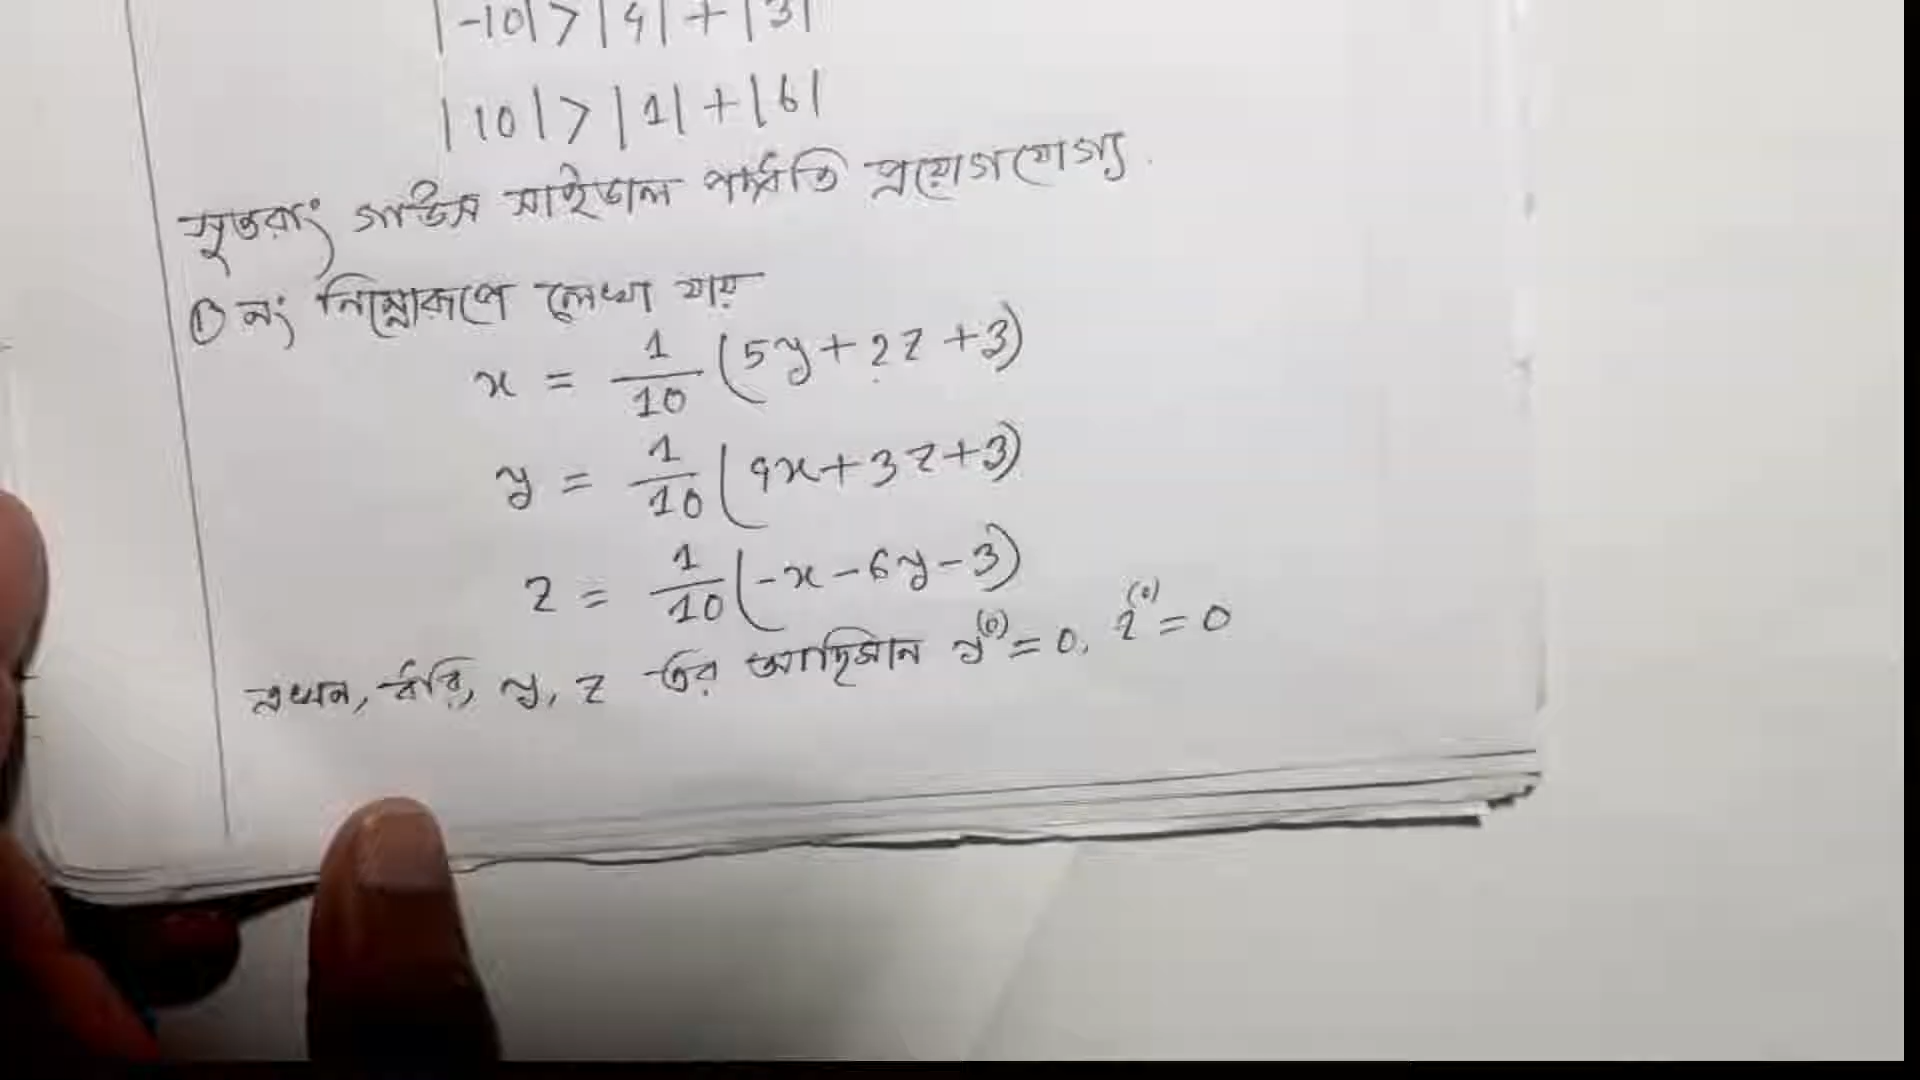 |-10| > |4| + |3|
|10| > |1| + |6|
সুতরাং গাউস সাইডাল পদ্ধতি প্রয়োগযোগ্য.
① নং নিম্নোরূপে লেখা যায়
x = 1/10 (5y+2z+3)
y = 1/10 (4x+3z+3)
z = 1/10 (-x-6y-3)
এখন, ধরি, y, z এর আদিমান y⁽⁰⁾ = 0, z⁽⁰⁾ = 0